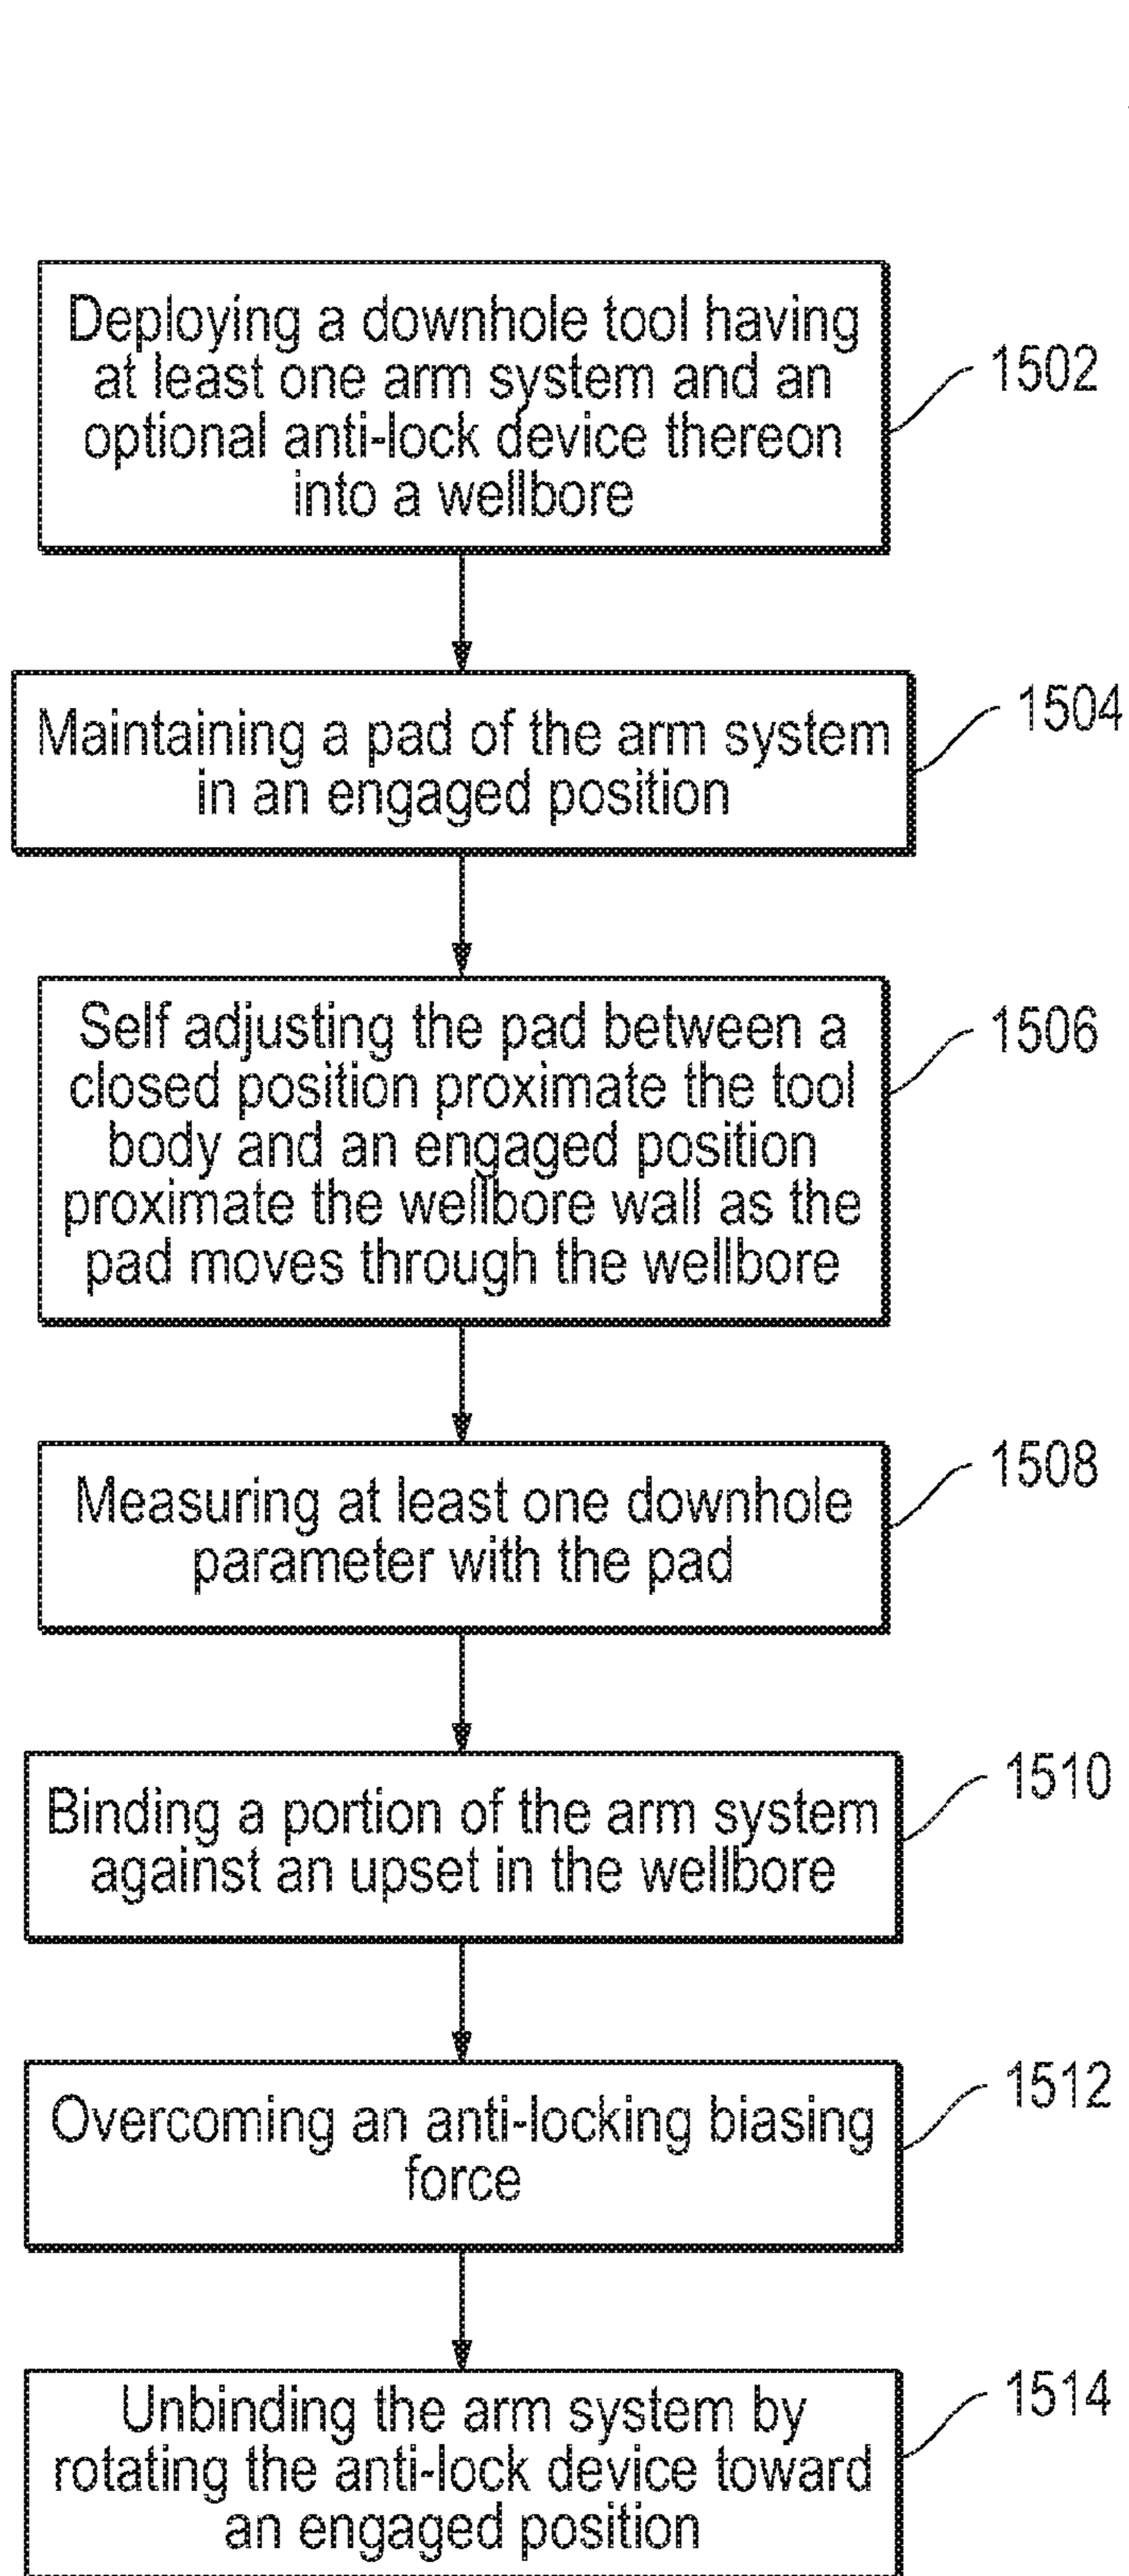 Deploying a downhole tool having
at least one arm system and an
optional anti-lock device thereon
into a wellbore
1502
Maintaining a pad of the arm system
in an engaged position
1504
Self adjusting the pad between a
closed position proximate the tool
body and an engaged position
proximate the wellbore wall as the
pad moves through the wellbore
1506
Measuring at least one downhole
parameter with the pad
1508
Binding a portion of the arm system
against an upset in the wellbore
1510
Overcoming an anti-locking biasing
force
1512
Unbinding the arm system by
rotating the anti-lock device toward
an engaged position
1514